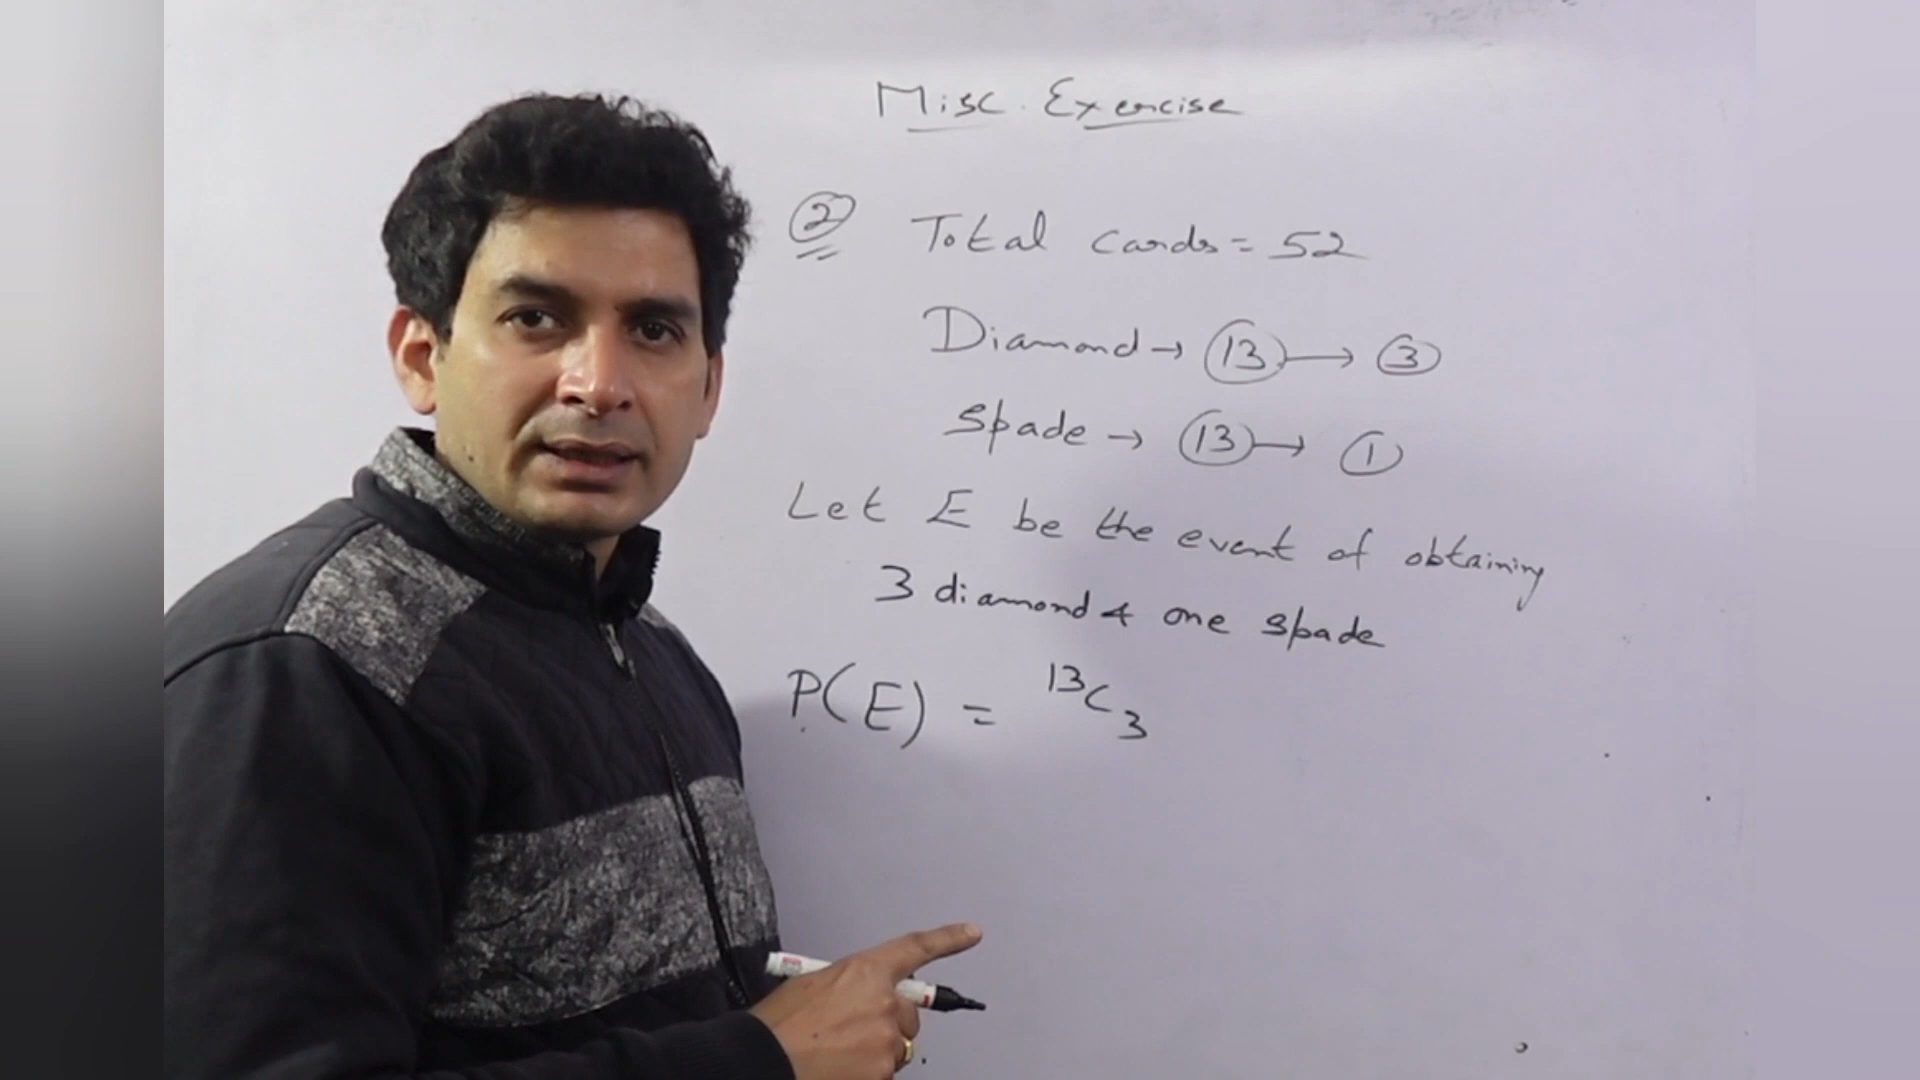 Misc. Exercise
② Total cards = 52
Diamond → ⑬ → ③
Spade → ⑬ → ①
Let E be the event of obtaining
3 diamond & one spade
P(E) = ¹³C₃